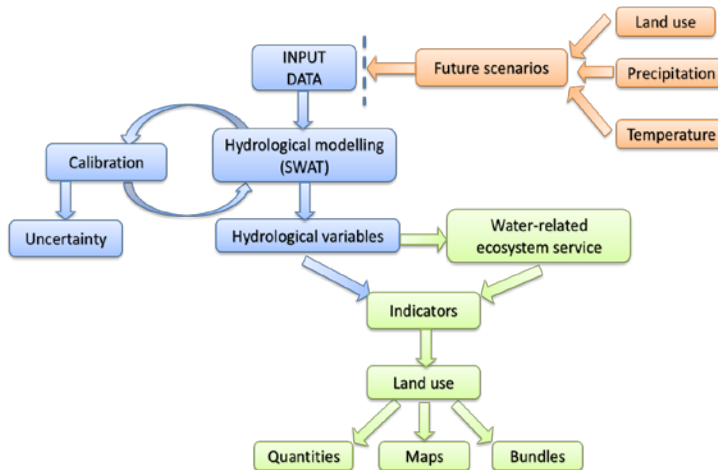 Land use
INPUT
DATA
Future scenarios
Precipitation
Temperature
Hydrological modelling
(SWAT)
Calibration
Uncertainty
Hydrological variables
Water-related
ecosystem service
Indicators
Land use
Quantities
Maps
Bundles